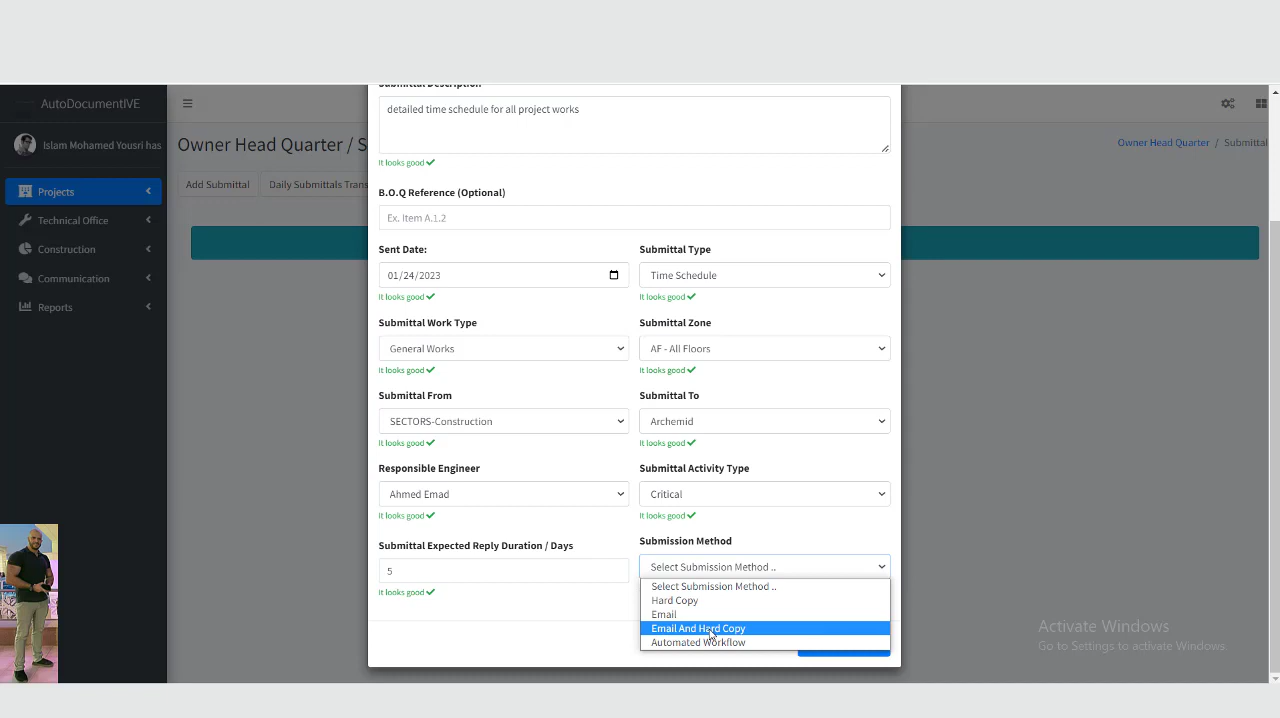 Submittal Description
AutoDocumentIVE
detailed time schedule for all project works
Islam Mohamed Yousri has
Owner Head Quarter / S
Owner Head Quarter / Submittal
It looks good
Projects
Add Submittal
Daily Submittals Trans
B.O.Q Reference (Optional)
Technical Office
Ex. Item A.1.2
Construction
Sent Date:
Submittal Type
Communication
01/24/2023
Time Schedule
It looks good
It looks good
Reports
Submittal Work Type
Submittal Zone
General Works
AF - All Floors
It looks good
It looks good
Submittal From
Submittal To
SECTORS-Construction
Archemid
It looks good
It looks good
Responsible Engineer
Submittal Activity Type
Ahmed Emad
Critical
It looks good
It looks good
Submittal Expected Reply Duration / Days
Submission Method
5
Select Submission Method ..
It looks good
Select Submission Method ..
Hard Copy
Email
Email And Hard Copy
Automated Workflow
Activate Windows
Go to Settings to activate Windows.